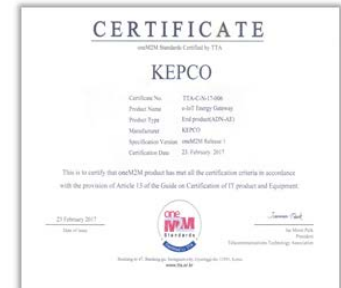 CERTIFICATE
oneM2M Standards Certified by TTA
KEPCO
Certificate No. TTA-C-N-17-006
Product Name e-IoT Energy Gateway
Product Type End product(ADN-AE)
Manufacturer KEPCO
Specification Version oneM2M Release 1
Certification Date 23 February 2017
This is to certify that oneM2M product has met all the certification criteria in accordance
with the provision of Article 13 of the Guide on Certification of IT product and Equipment.
23 February 2017
Date of issue
President
Telecommunications Technology Association
one
M2M
Standards
www.tta.or.kr